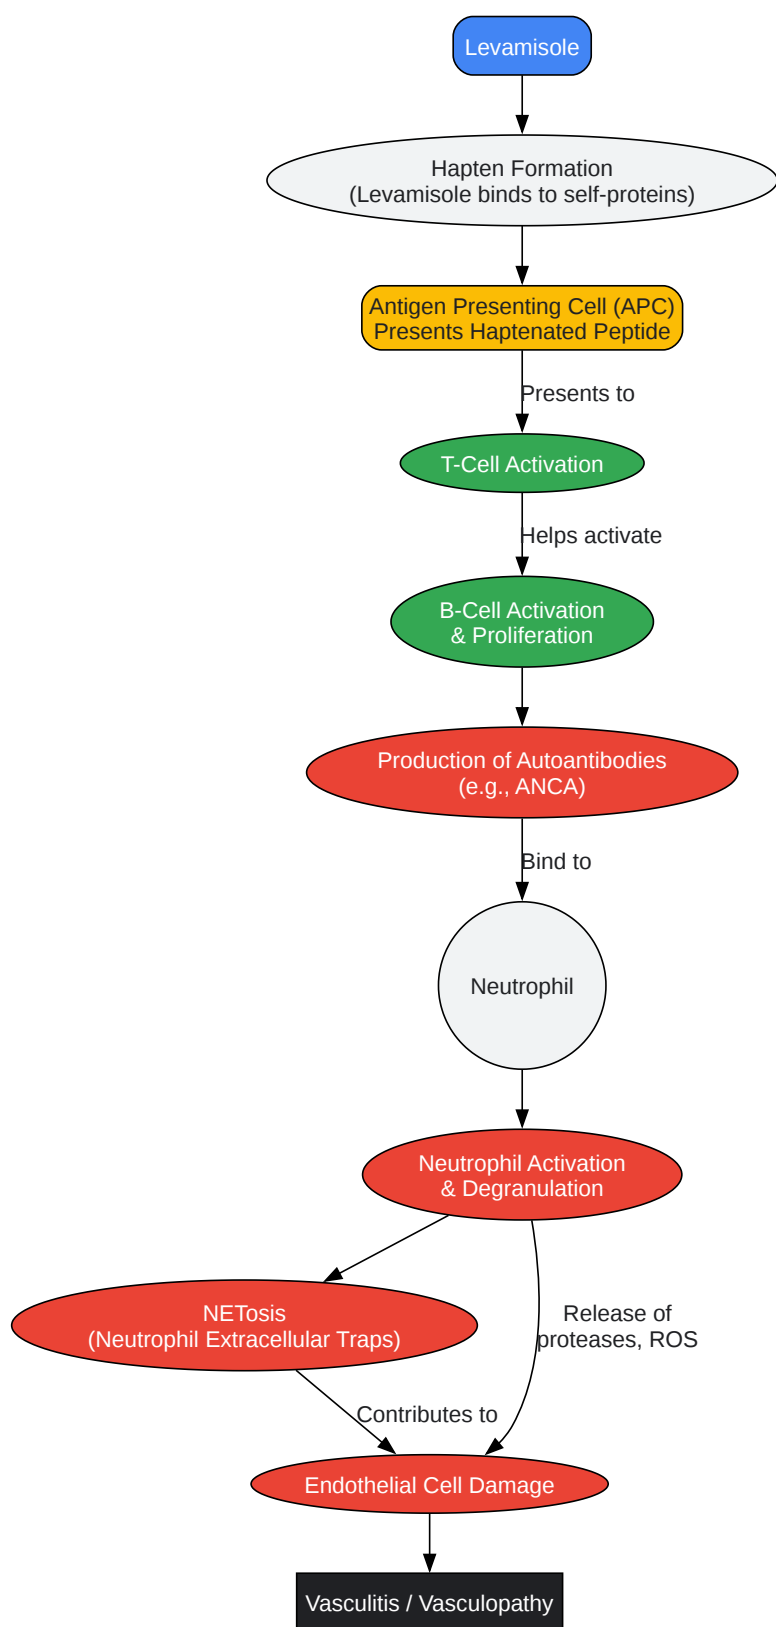 Levamisole
Hapten Formation
(Levamisole binds to self-proteins)
Antigen Presenting Cell (APC)
Presents Haptenated Peptide
Presents to
T-Cell Activation
Helps activate
B-Cell Activation
& Proliferation
Production of Autoantibodies
(e.g., ANCA)
Bind to
Neutrophil
Neutrophil Activation
& Degranulation
NETosis
(Neutrophil Extracellular Traps)
Release of
proteases, ROS
Contributes to
Endothelial Cell Damage
Vasculitis / Vasculopathy